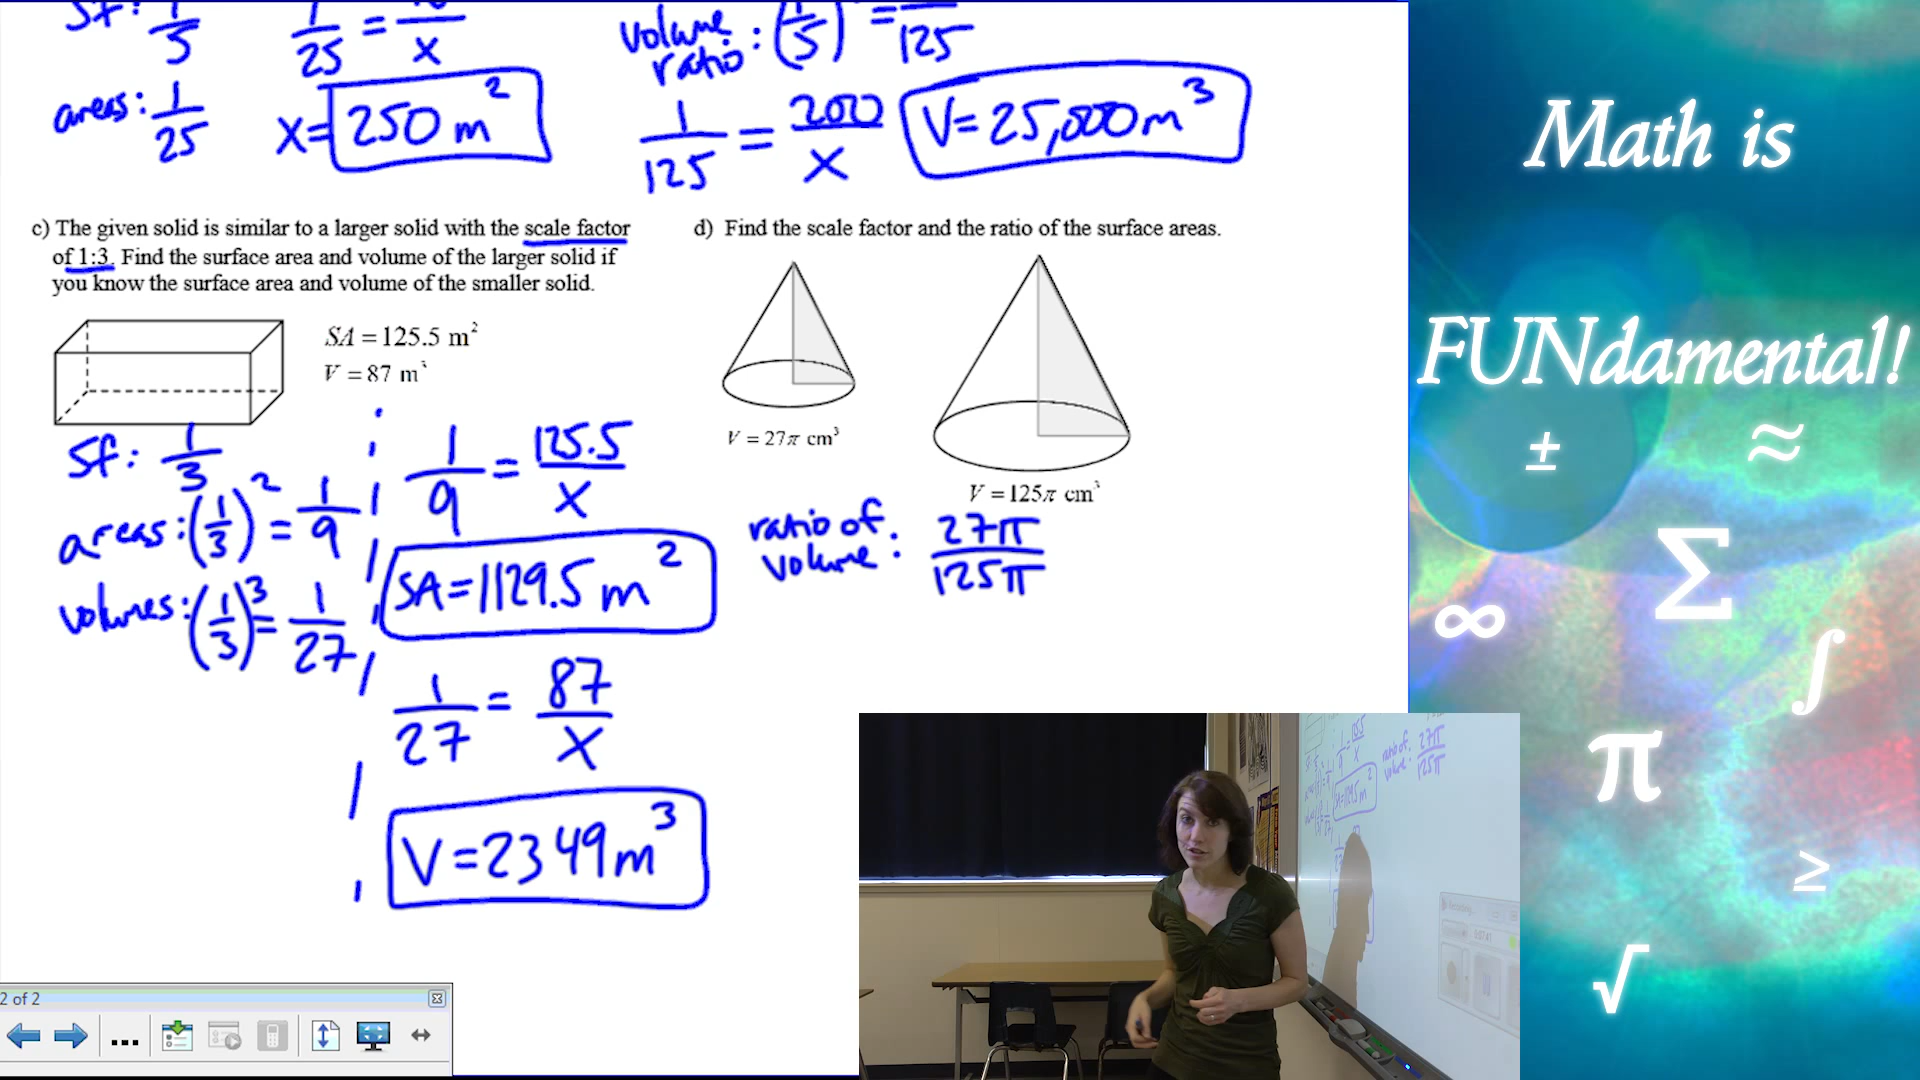 sf: 1/5
1/25 = /x
areas: 1/25
x= 250 m²
volume ratio: (1/5) = /125
1/125 = 200/x
V= 25,000 m³
c) The given solid is similar to a larger solid with the scale factor
of 1:3. Find the surface area and volume of the larger solid if
you know the surface area and volume of the smaller solid.
SA = 125.5 m²
V = 87 m³
sf: 1/3
areas: (1/3)² = 1/9
volumes: (1/3)³ = 1/27
1/9 = 125.5/x
SA= 1129.5 m²
1/27 = 87/x
V= 2349 m³
d) Find the scale factor and the ratio of the surface areas.
V = 27π cm³
V = 125π cm³
ratio of volume: 27π/125π
Math is
FUNdamental!
± ≈
Σ
∞
∫
π
≥
√
2 of 2
...
ratio of volume: 27π/125π